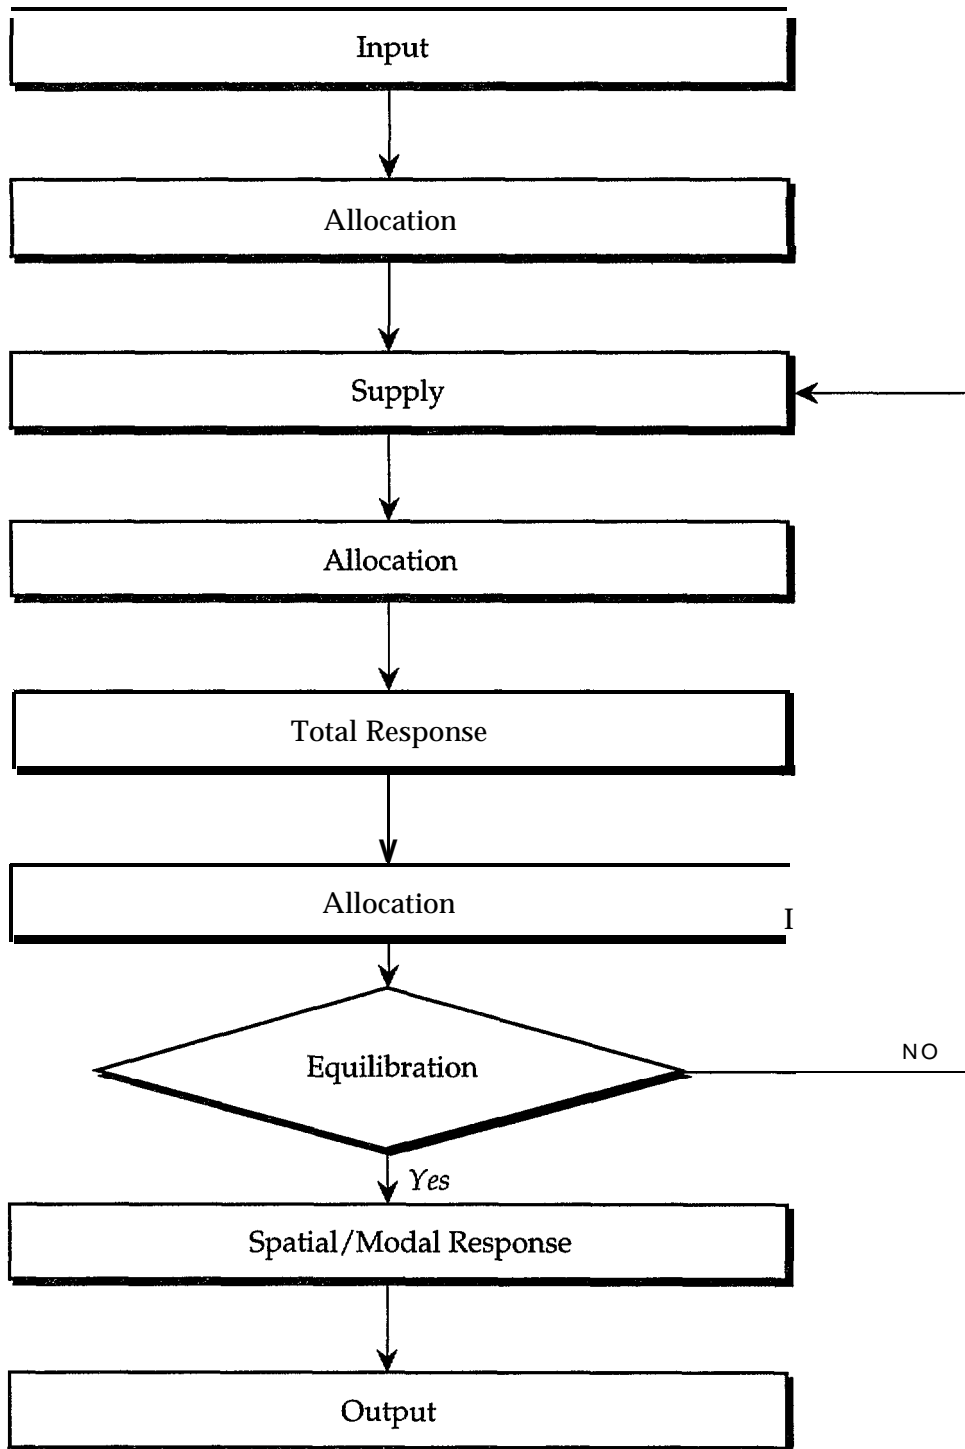 Input
Allocation
Supply
Allocation
Total Response
Allocation
I
Equilibration
NO
Yes
Spatial/Modal Response
Output